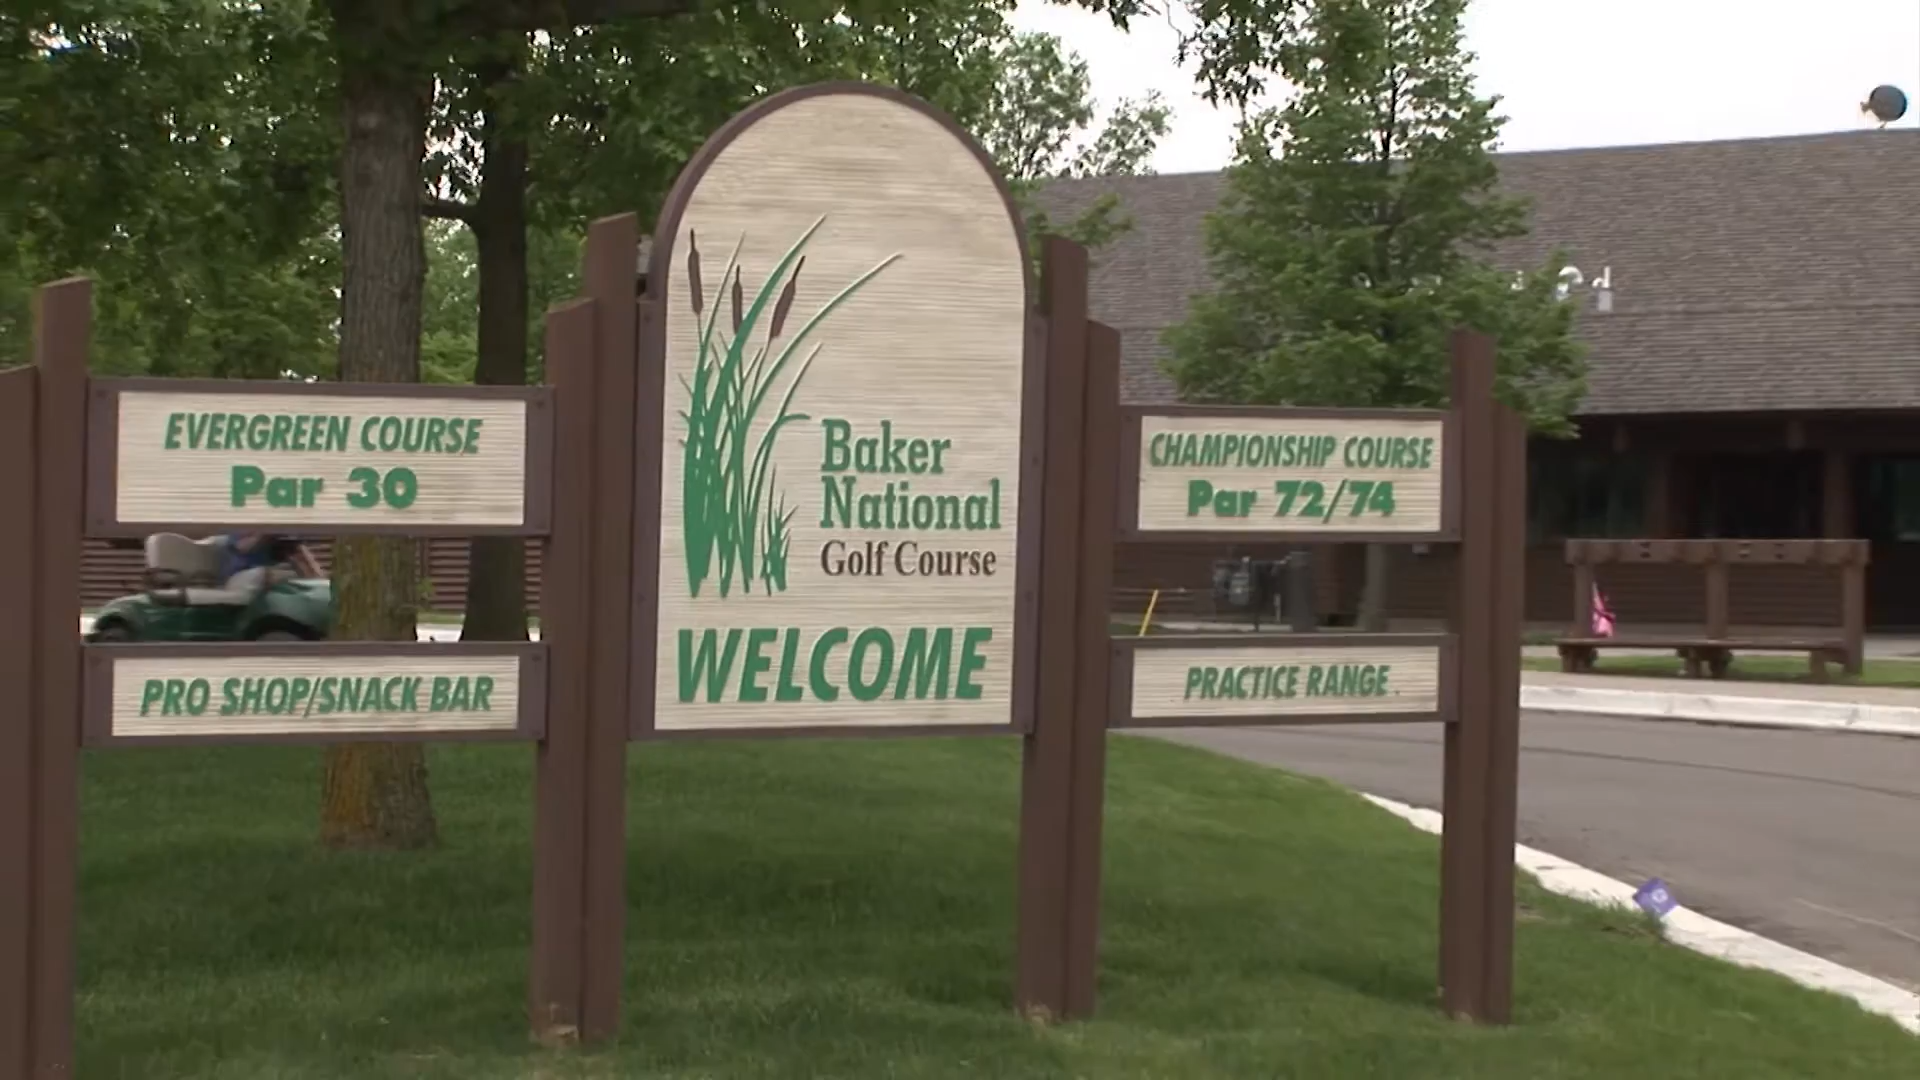 EVERGREEN COURSE
Par 30
PRO SHOP/SNACK BAR
Baker
National
Golf Course
WELCOME
CHAMPIONSHIP COURSE
Par 72/74
PRACTICE RANGE